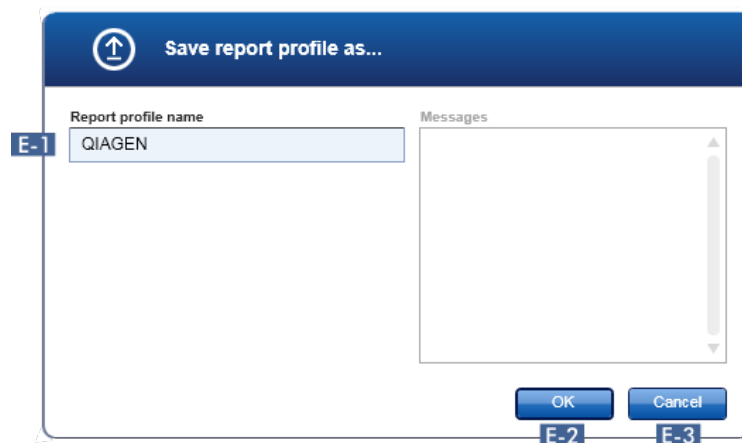 Save report profile as...
Report profile name
Messages
E-1
QIAGEN
OK
Cancel
E-2
E-3